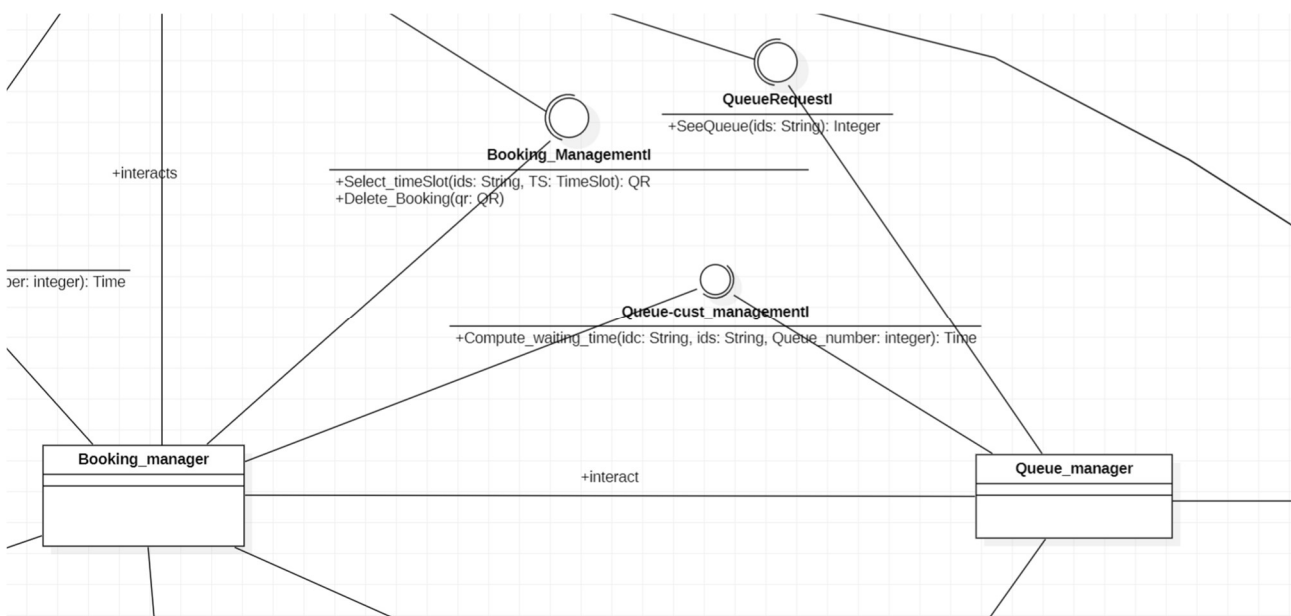 QueueRequestI
+SeeQueue(ids: String): Integer
Booking_ManagementI
+interacts
+Select_timeSlot(ids: String, TS: TimeSlot): QR
+Delete_Booking(qr: QR)
integer): Time
Queue-cust_managementI
+Compute_waiting_time(idc: String, ids: String, Queue_number: integer): Time
Booking_manager
Queue_manager
+interact